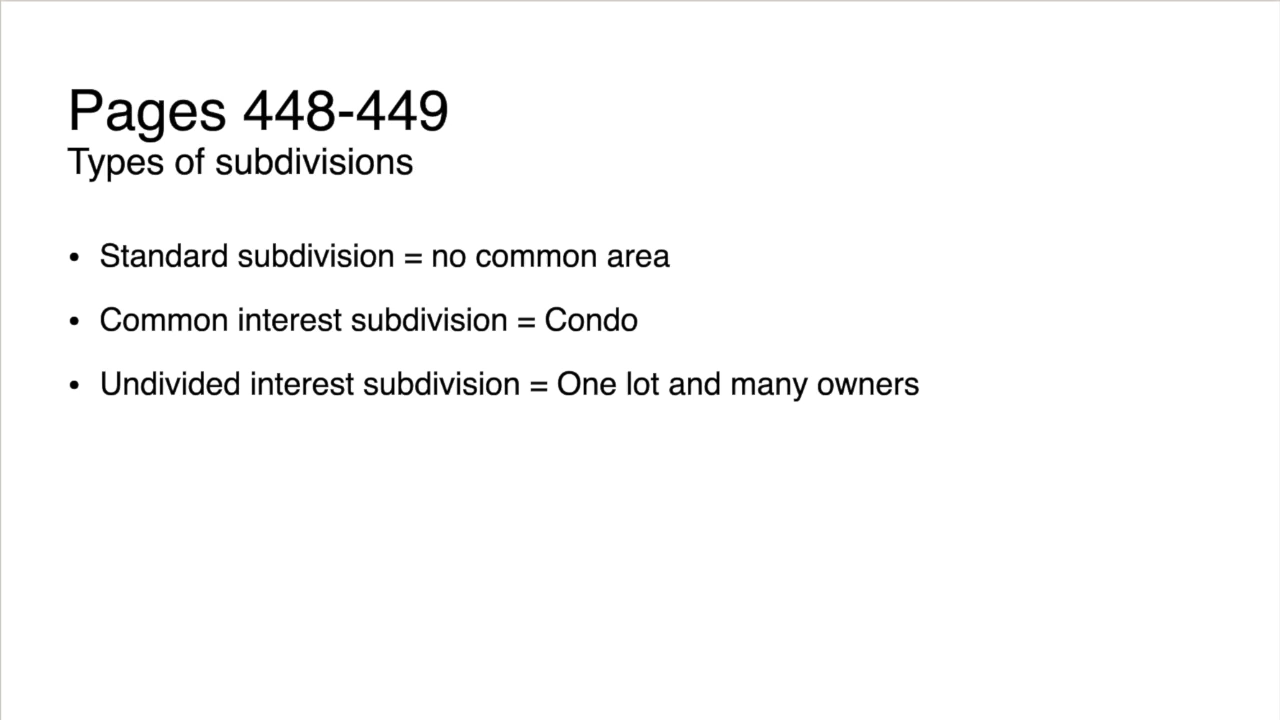 Pages 448-449
Types of subdivisions
• Standard subdivision = no common area
• Common interest subdivision = Condo
• Undivided interest subdivision = One lot and many owners